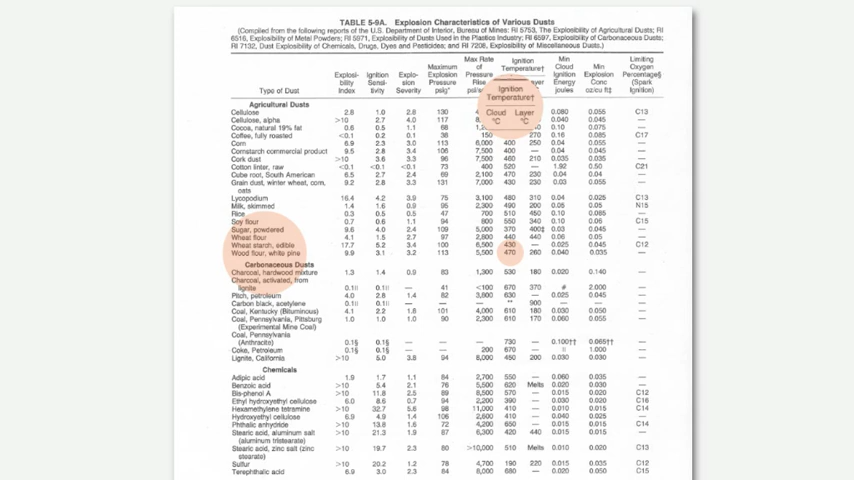 TABLE 5-9A. Explosion Characteristics of Various Dusts
(Compiled from the following reports of the U.S. Department of Interior, Bureau of Mines: RI 5753, The Explosibility of Agricultural Dusts; RI
6516, Explosibility of Metal Powders; RI 5971, Explosibility of Dusts Used in the Plastics Industry; RI 6597, Explosibility of Carbonaceous Dusts;
RI 7132, Dust Explosibility of Chemicals, Drugs, Dyes and Pesticides; and RI 7208, Explosibility of Miscellaneous Dusts.)
Type of Dust Explosibility Index Ignition Sensitivity Explosion Severity Maximum Explosion Pressure psig* Max Rate of Pressure Rise Ignition Temperature† Min Cloud Ignition Energy joules Min Explosion Conc oz/cu ft‡ Limiting Oxygen Percentage§ (Spark Ignition)
Ignition
Temperature†
Cloud Layer
°C °C
Agricultural Dusts
Cellulose 2.8 1.0 2.8 130 0.080 0.055 C13
Cellulose, alpha >10 2.7 4.0 117 0.040 0.045 —
Cocoa, natural 19% fat 0.6 0.5 1.1 68 0.10 0.075 —
Coffee, fully roasted <0.1 0.2 0.1 38 150 270 0.16 0.085 C17
Corn 6.9 2.3 3.0 113 6,000 400 250 0.04 0.055 —
Cornstarch commercial product 9.5 2.8 3.4 106 7,500 400 — 0.04 0.045 —
Cork dust >10 3.6 3.3 96 7,500 460 210 0.035 0.035 —
Cotton linter, raw <0.1 <0.1 <0.1 73 400 520 — 1.92 0.50 C21
Cube root, South American 6.5 2.7 2.4 69 2,100 470 230 0.04 0.04 —
Grain dust, winter wheat, corn, 9.2 2.8 3.3 131 7,000 430 230 0.03 0.055 —
oats
Lycopodium 16.4 4.2 3.9 75 3,100 480 310 0.04 0.025 C13
Milk, skimmed 1.4 1.6 0.9 95 2,300 490 200 0.05 0.05 N15
Rice 0.3 0.5 0.5 47 700 510 450 0.10 0.085 —
Soy flour 0.7 0.6 1.1 94 800 550 340 0.10 0.06 C15
Sugar, powdered 9.6 4.0 2.4 109 5,000 370 400‡ 0.03 0.045 —
Wheat flour 4.1 1.5 2.7 97 2,800 440 440 0.06 0.05 —
Wheat starch, edible 17.7 5.2 3.4 100 6,500 430 — 0.025 0.045 C12
Wood flour, white pine 9.9 3.1 3.2 113 5,500 470 260 0.040 0.035 —
Carbonaceous Dusts
Charcoal, hardwood mixture 1.3 1.4 0.9 83 1,300 530 180 0.020 0.140
Charcoal, activated, from
lignite 0.1|| 0.1|| — 41 <100 670 370 # 2.000
Pitch, petroleum 4.0 2.8 1.4 82 3,800 630 — 0.025 0.045
Carbon black, acetylene 0.1|| 0.1|| — — — ** 900 — —
Coal, Kentucky (Bituminous) 4.1 2.2 1.8 101 4,000 610 180 0.030 0.050
Coal, Pennsylvania, Pittsburg 1.0 1.0 1.0 90 2,300 610 170 0.060 0.055
(Experimental Mine Coal)
Coal, Pennsylvania
(Anthracite) 0.1§ 0.1§ — — — 730 — 0.100†† 0.065††
Coke, Petroleum 0.1§ 0.1§ — — 200 670 — || 1.000
Lignite, California >10 5.0 3.8 94 8,000 450 200 0.030 0.030
Chemicals
Adipic acid 1.9 1.7 1.1 84 2,700 550 — 0.060 0.035 —
Benzoic acid >10 5.4 2.1 76 5,500 620 Melts 0.020 0.030 —
Bis-phenol A >10 11.8 2.5 89 8,500 570 — 0.015 0.020 C12
Ethyl hydroxyethyl cellulose 6.0 8.6 0.7 94 2,200 390 — 0.030 0.020 C16
Hexamethylene tetramine >10 32.7 5.6 98 11,000 410 — 0.010 0.015 C14
Hydroxyethyl cellulose 6.9 4.9 1.4 106 2,600 410 — 0.040 0.025 —
Phthalic anhydride >10 13.8 1.6 72 4,200 650 — 0.015 0.015 C14
Stearic acid, aluminum salt >10 21.3 1.9 87 6,300 420 440 0.015 0.015 —
(aluminum tristearate)
Stearic acid, zinc salt (zinc >10 19.7 2.3 80 >10,000 510 Melts 0.010 0.020 C13
stearate)
Sulfur >10 20.2 1.2 78 4,700 190 220 0.015 0.035 C12
Terephthalic acid 6.9 3.0 2.3 84 8,000 680 — 0.020 0.050 C15